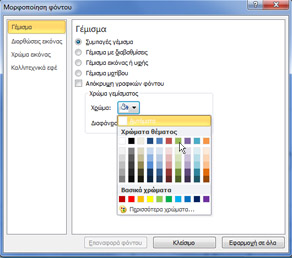 Μορφοποίηση φόντου
Γέμισμα
Διορθώσεις εικόνας
Χρώμα εικόνας
Καλλιτεχνικά εφέ
Γέμισμα
Συμπαγές γέμισμα
Γέμισμα με διαβαθμίσεις
Γέμισμα εικόνας ή υφής
Γέμισμα μοτίβου
Απόκρυψη γραφικών φόντου
Χρώμα γεμίσματος
Χρώμα:
Διαφάνεια
Αυτόματο
Χρώματα θέματος
Βασικά χρώματα
Περισσότερα χρώματα...
Επαναφορά φόντου
Κλείσιμο
Εφαρμογή σε όλα